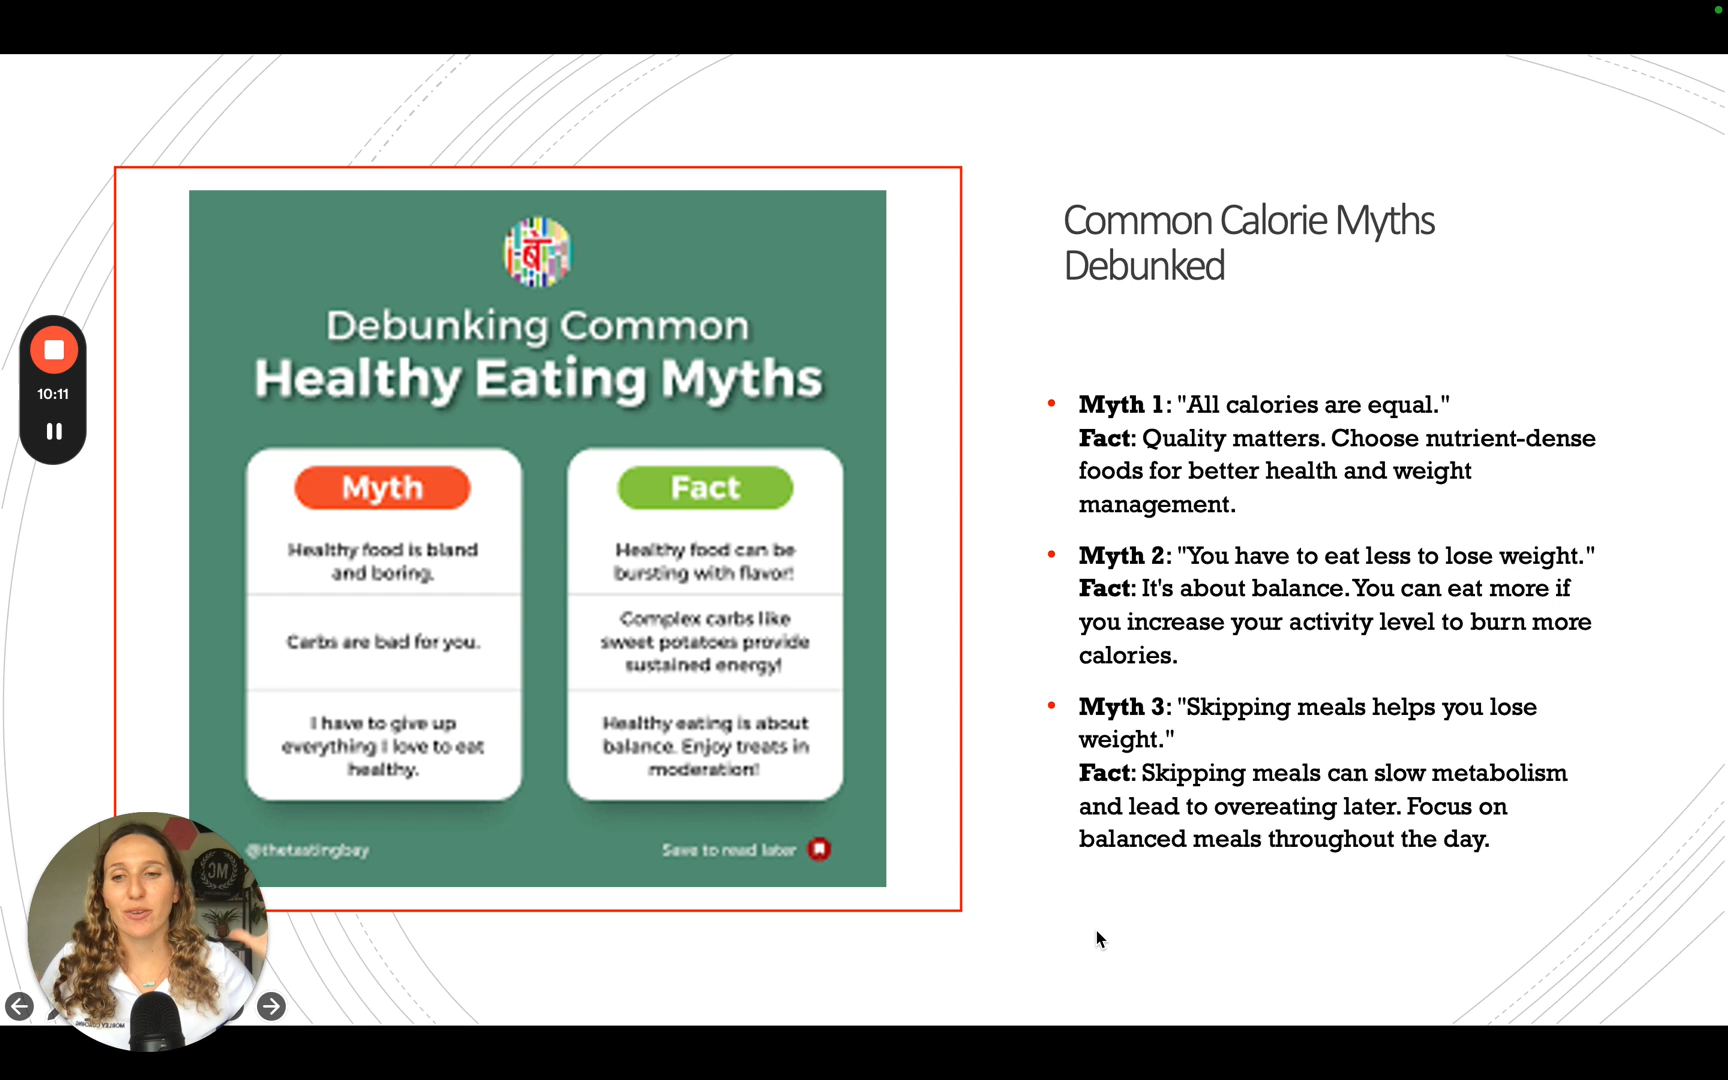 10:11
बे
Debunking Common
Healthy Eating Myths
Myth
Healthy food is bland
and boring.
Carbs are bad for you.
I have to give up
everything I love to eat
healthy.
Fact
Healthy food can be
bursting with flavor!
Complex carbs like
sweet potatoes provide
sustained energy!
Healthy eating is about
balance. Enjoy treats in
moderation!
@thetastingbay
Save to read later
Common Calorie Myths
Debunked
• Myth 1: "All calories are equal."
Fact: Quality matters. Choose nutrient-dense
foods for better health and weight
management.
• Myth 2: "You have to eat less to lose weight."
Fact: It's about balance. You can eat more if
you increase your activity level to burn more
calories.
• Myth 3: "Skipping meals helps you lose
weight."
Fact: Skipping meals can slow metabolism
and lead to overeating later. Focus on
balanced meals throughout the day.
JM